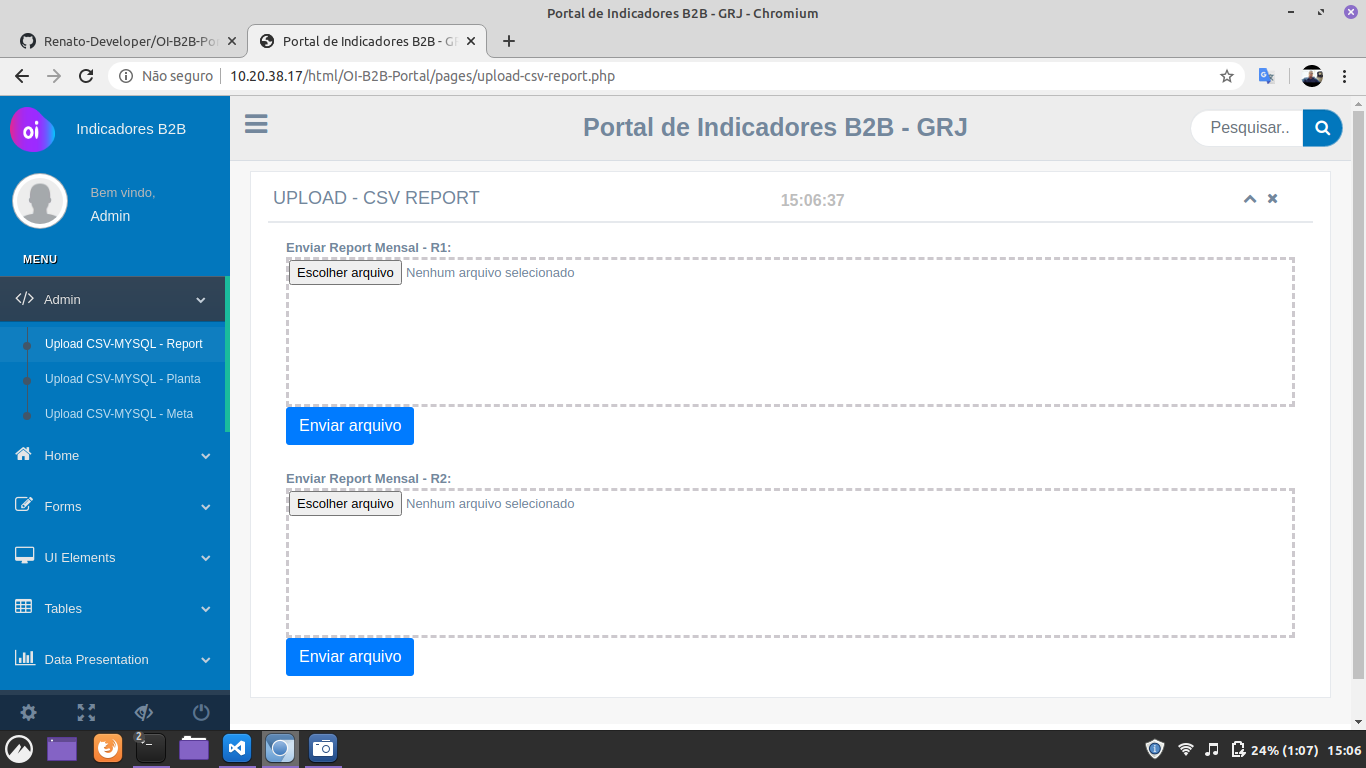 Portal de Indicadores B2B - GRJ - Chromium
Renato-Developer/OI-B2B-Po
Portal de Indicadores B2B - G
Não seguro
10.20.38.17/html/OI-B2B-Portal/pages/upload-csv-report.php
oi
Indicadores B2B
Portal de Indicadores B2B - GRJ
Pesquisar..
Bem vindo,
Admin
UPLOAD - CSV REPORT
15:06:37
MENU
Admin
Upload CSV-MYSQL - Report
Upload CSV-MYSQL - Planta
Upload CSV-MYSQL - Meta
Home
Forms
UI Elements
Tables
Data Presentation
Enviar Report Mensal - R1:
Escolher arquivo Nenhum arquivo selecionado
Enviar arquivo
Enviar Report Mensal - R2:
Escolher arquivo Nenhum arquivo selecionado
Enviar arquivo
2
24% (1:07)
15:06